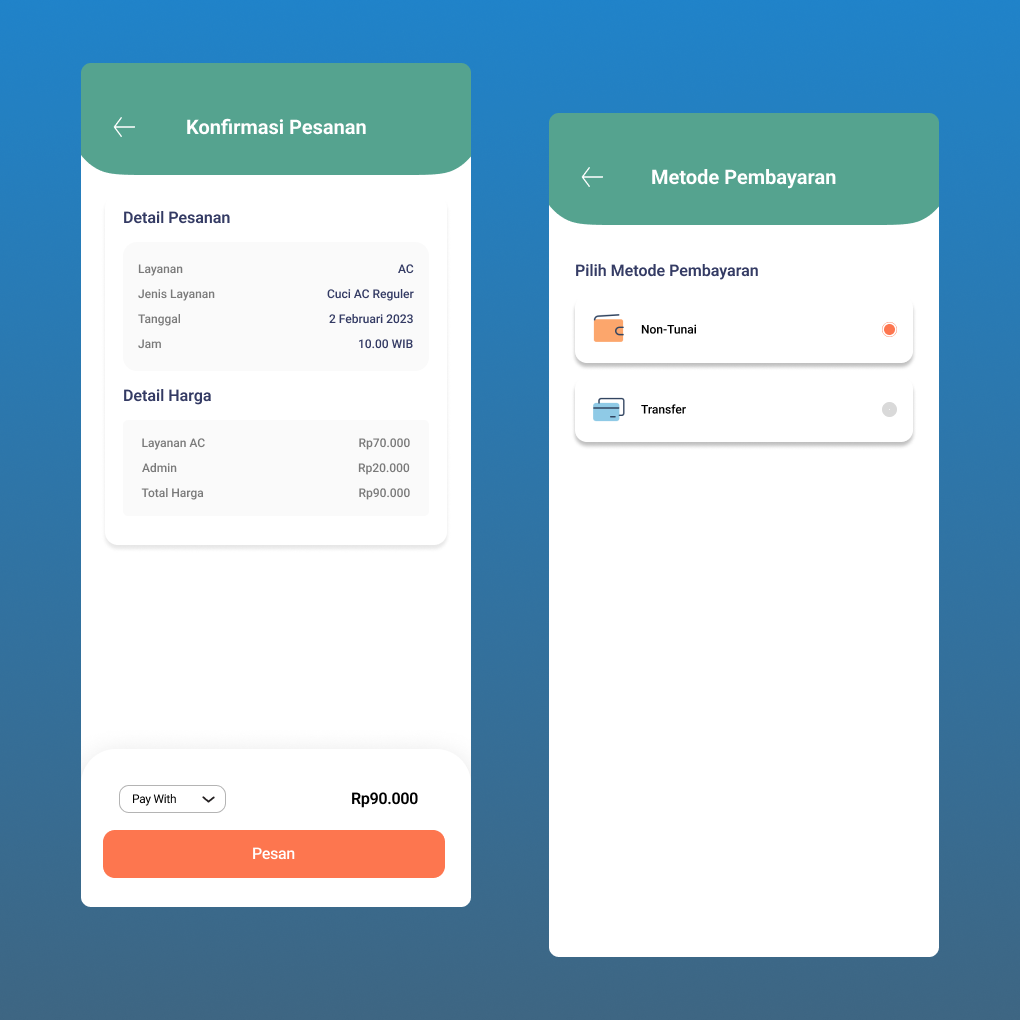 Konfirmasi Pesanan
Detail Pesanan
Layanan AC
Jenis Layanan Cuci AC Reguler
Tanggal 2 Februari 2023
Jam 10.00 WIB
Detail Harga
Layanan AC Rp70.000
Admin Rp20.000
Total Harga Rp90.000
Pay With Rp90.000
Pesan
Metode Pembayaran
Pilih Metode Pembayaran
Non-Tunai
Transfer